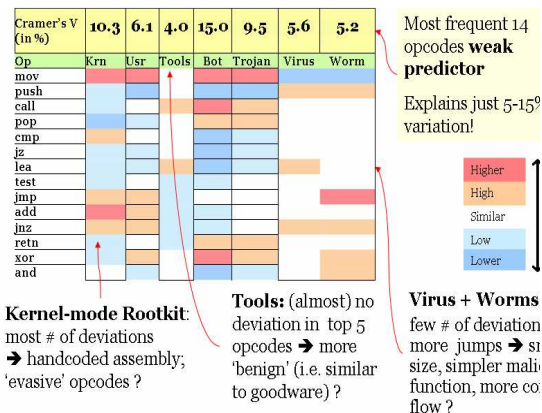 Cramer's V (in %) 10.3 6.1 4.0 15.0 9.5 5.6 5.2
Op Krn Usr Tools Bot Trojan Virus Worm
mov
push
call
pop
cmp
jz
lea
test
jmp
add
jnz
retn
xor
and
Most frequent 14
opcodes weak
predictor
Explains just 5-15%
variation!
Higher
High
Similar
Low
Lower
Kernel-mode Rootkit:
most # of deviations
➔ handcoded assembly;
'evasive' opcodes ?
Tools: (almost) no
deviation in top 5
opcodes ➔ more
'benign' (i.e. similar
to goodware) ?
Virus + Worms
few # of deviation
more jumps ➔
size, simpler
function, more
flow ?